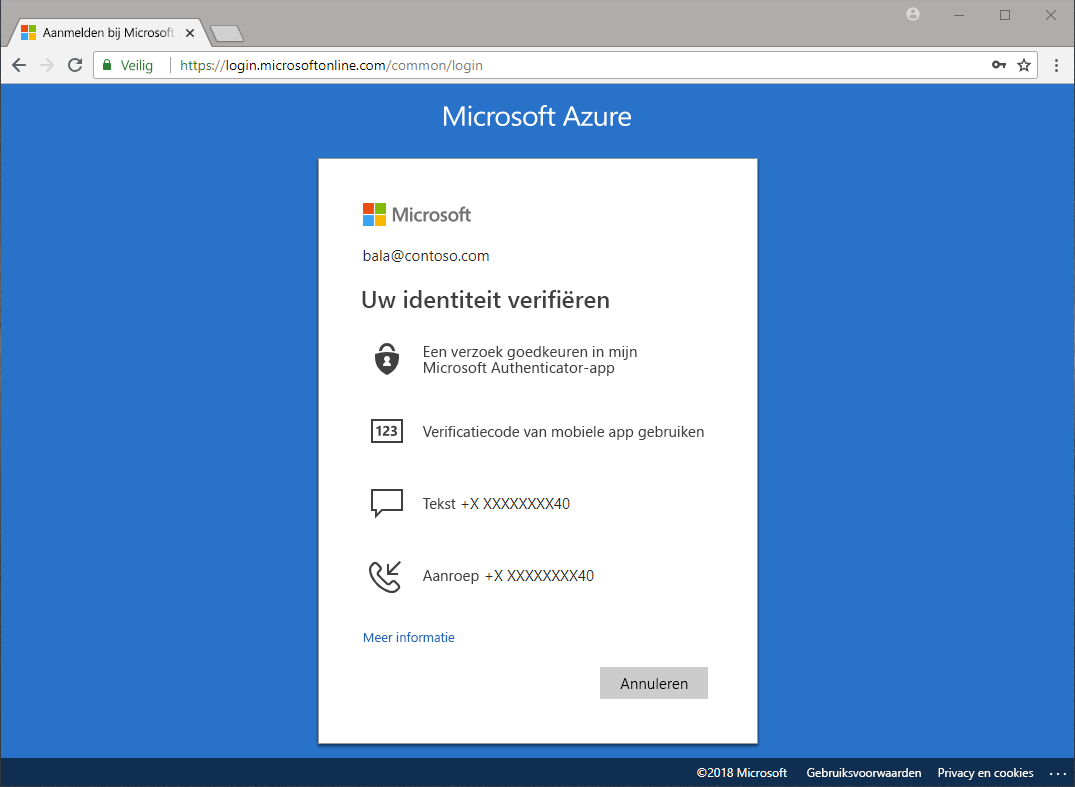 Aanmelden bij Microsoft
Veilig
https://login.microsoftonline.com/common/login
Microsoft Azure
Microsoft
bala@contoso.com
Uw identiteit verifiëren
Een verzoek goedkeuren in mijn
Microsoft Authenticator-app
123
Verificatiecode van mobiele app gebruiken
Tekst +X XXXXXXXX40
Aanroep +X XXXXXXXX40
Meer informatie
Annuleren
©2018 Microsoft Gebruiksvoorwaarden Privacy en cookies ...